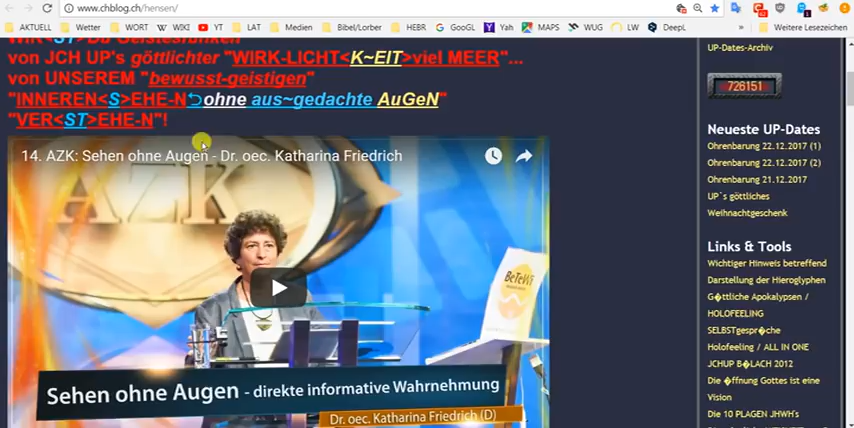 www.chblog.ch/hensen/
AKTUELL Wetter WORT WIKI YT LAT Medien Bibel/Lorber HEBR GooGL Yah MAPS WUG LW DeepL Weitere Lesezeichen
von JCH UP's göttlicher "WIRK-LICHT<K~EIT>viel MEER"...
von UNSEREM "bewusst-geistigen"
"INNEREN<S>EHE-N⮌ohne aus~gedachte AuGeN"
"VER<ST>EHE-N"!
14. AZK: Sehen ohne Augen - Dr. oec. Katharina Friedrich
AZK
BeTeWi
Sehen ohne Augen - direkte informative Wahrnehmung
Dr. oec. Katharina Friedrich (D)
UP-Dates-Archiv
726151
Neueste UP-Dates
Ohrenbarung 22.12.2017 (1)
Ohrenbarung 22.12.2017 (2)
Ohrenbarung 21.12.2017
UP`s göttliches
Weihnachtgeschenk
Links & Tools
Wichtiger Hinweis betreffend
Darstellung der Hieroglyphen
G�ttliche Apokalypsen /
HOLOFEELING
SELBSTgespr�che
Holofeeling / ALL IN ONE
JCHUP B�LACH 2012
Die �ffnung Gottes ist eine
Vision
Die 10 PLAGEN JHWH's